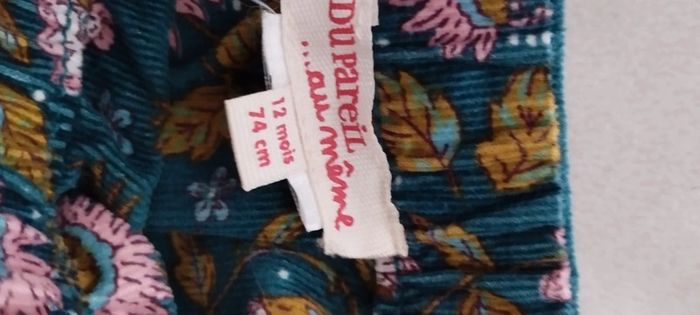 DU PAREIL
...au même
12 mois
74 cm